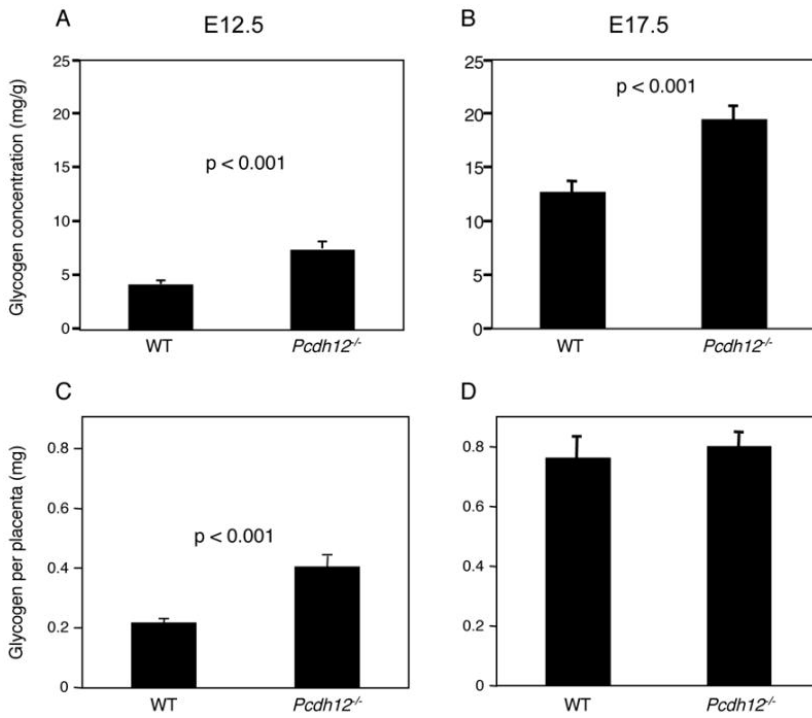 A
E12.5
Glycogen concentration (mg/g)
25
20
15
10
5
0
p < 0.001
WT
Pcdh12-/-
B
E17.5
25
20
15
10
5
0
p < 0.001
WT
Pcdh12-/-
C
Glycogen per placenta (mg)
0.8
0.6
0.4
0.2
0
p < 0.001
WT
Pcdh12-/-
D
0.8
0.6
0.4
0.2
0
WT
Pcdh12-/-